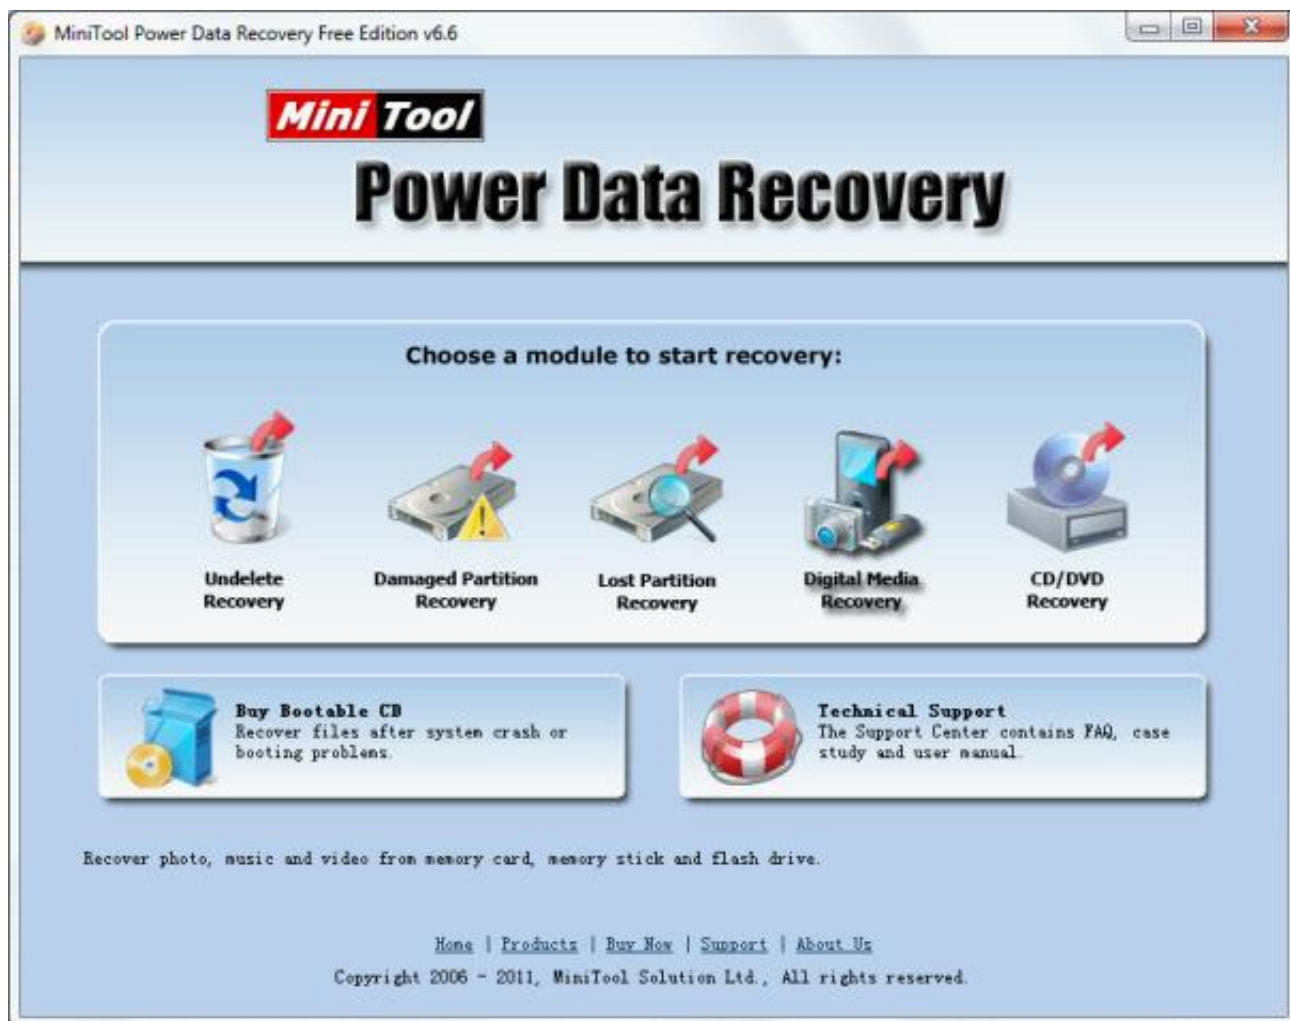 MiniTool Power Data Recovery Free Edition v6.6
Mini Tool
Power Data Recovery
Choose a module to start recovery:
Undelete
Recovery
Damaged Partition
Recovery
Lost Partition
Recovery
Digital Media
Recovery
CD/DVD
Recovery
Buy Bootable CD
Recover files after system crash or
booting problems.
Technical Support
The Support Center contains FAQ, case
study and user manual.
Recover photo, music and video from memory card, memory stick and flash drive.
Home | Products | Buy Now | Support | About Us
Copyright 2006 - 2011, MiniTool Solution Ltd., All rights reserved.